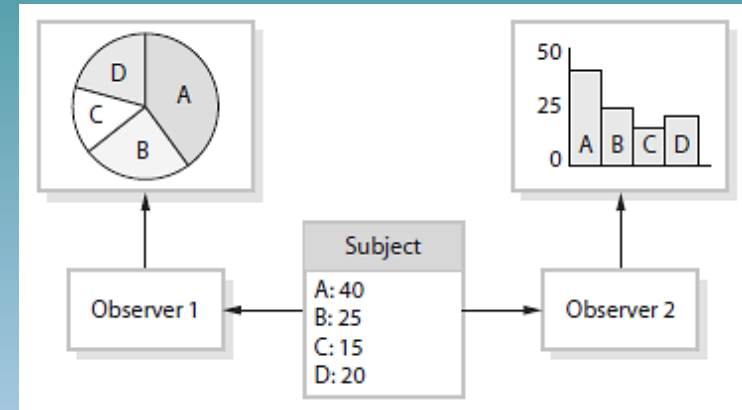 D
A
C
B
50
25
0
A B C D
Subject
A: 40
B: 25
C: 15
D: 20
Observer 1
Observer 2